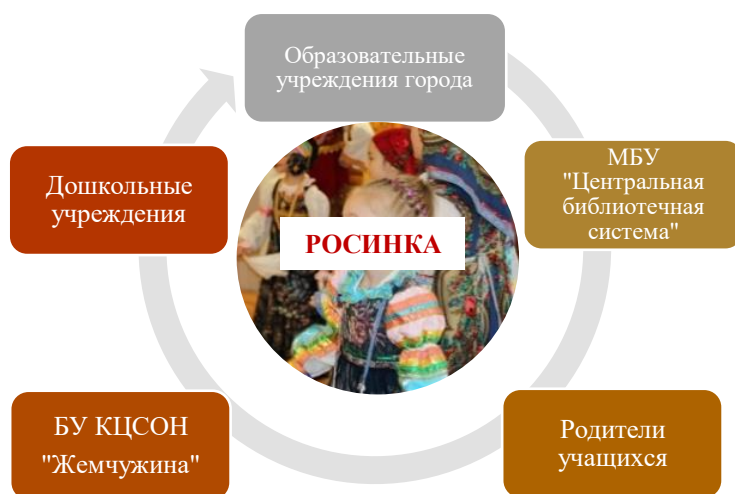 Образовательные
учреждения города
МБУ
"Центральная
библиотечная
система"
Родители
учащихся
БУ КЦСОН
"Жемчужина"
Дошкольные
учреждения
РОСИНКА